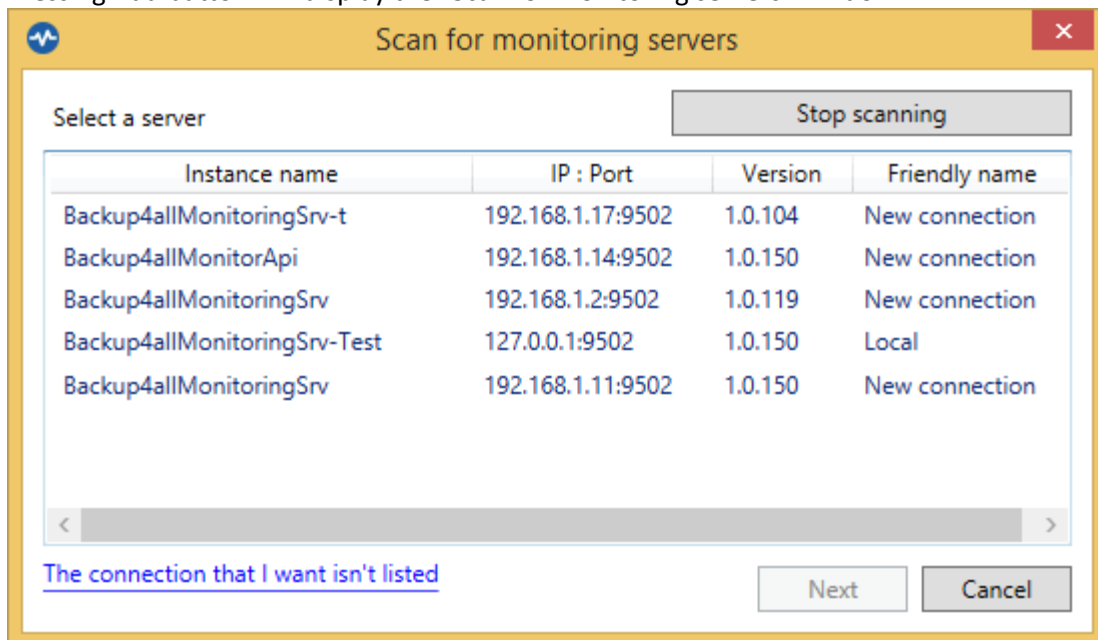 Scan for monitoring servers
Select a server
Stop scanning
Instance name IP : Port Version Friendly name
Backup4allMonitoringSrv-t 192.168.1.17:9502 1.0.104 New connection
Backup4allMonitorApi 192.168.1.14:9502 1.0.150 New connection
Backup4allMonitoringSrv 192.168.1.2:9502 1.0.119 New connection
Backup4allMonitoringSrv-Test 127.0.0.1:9502 1.0.150 Local
Backup4allMonitoringSrv 192.168.1.11:9502 1.0.150 New connection
The connection that I want isn't listed
Next
Cancel